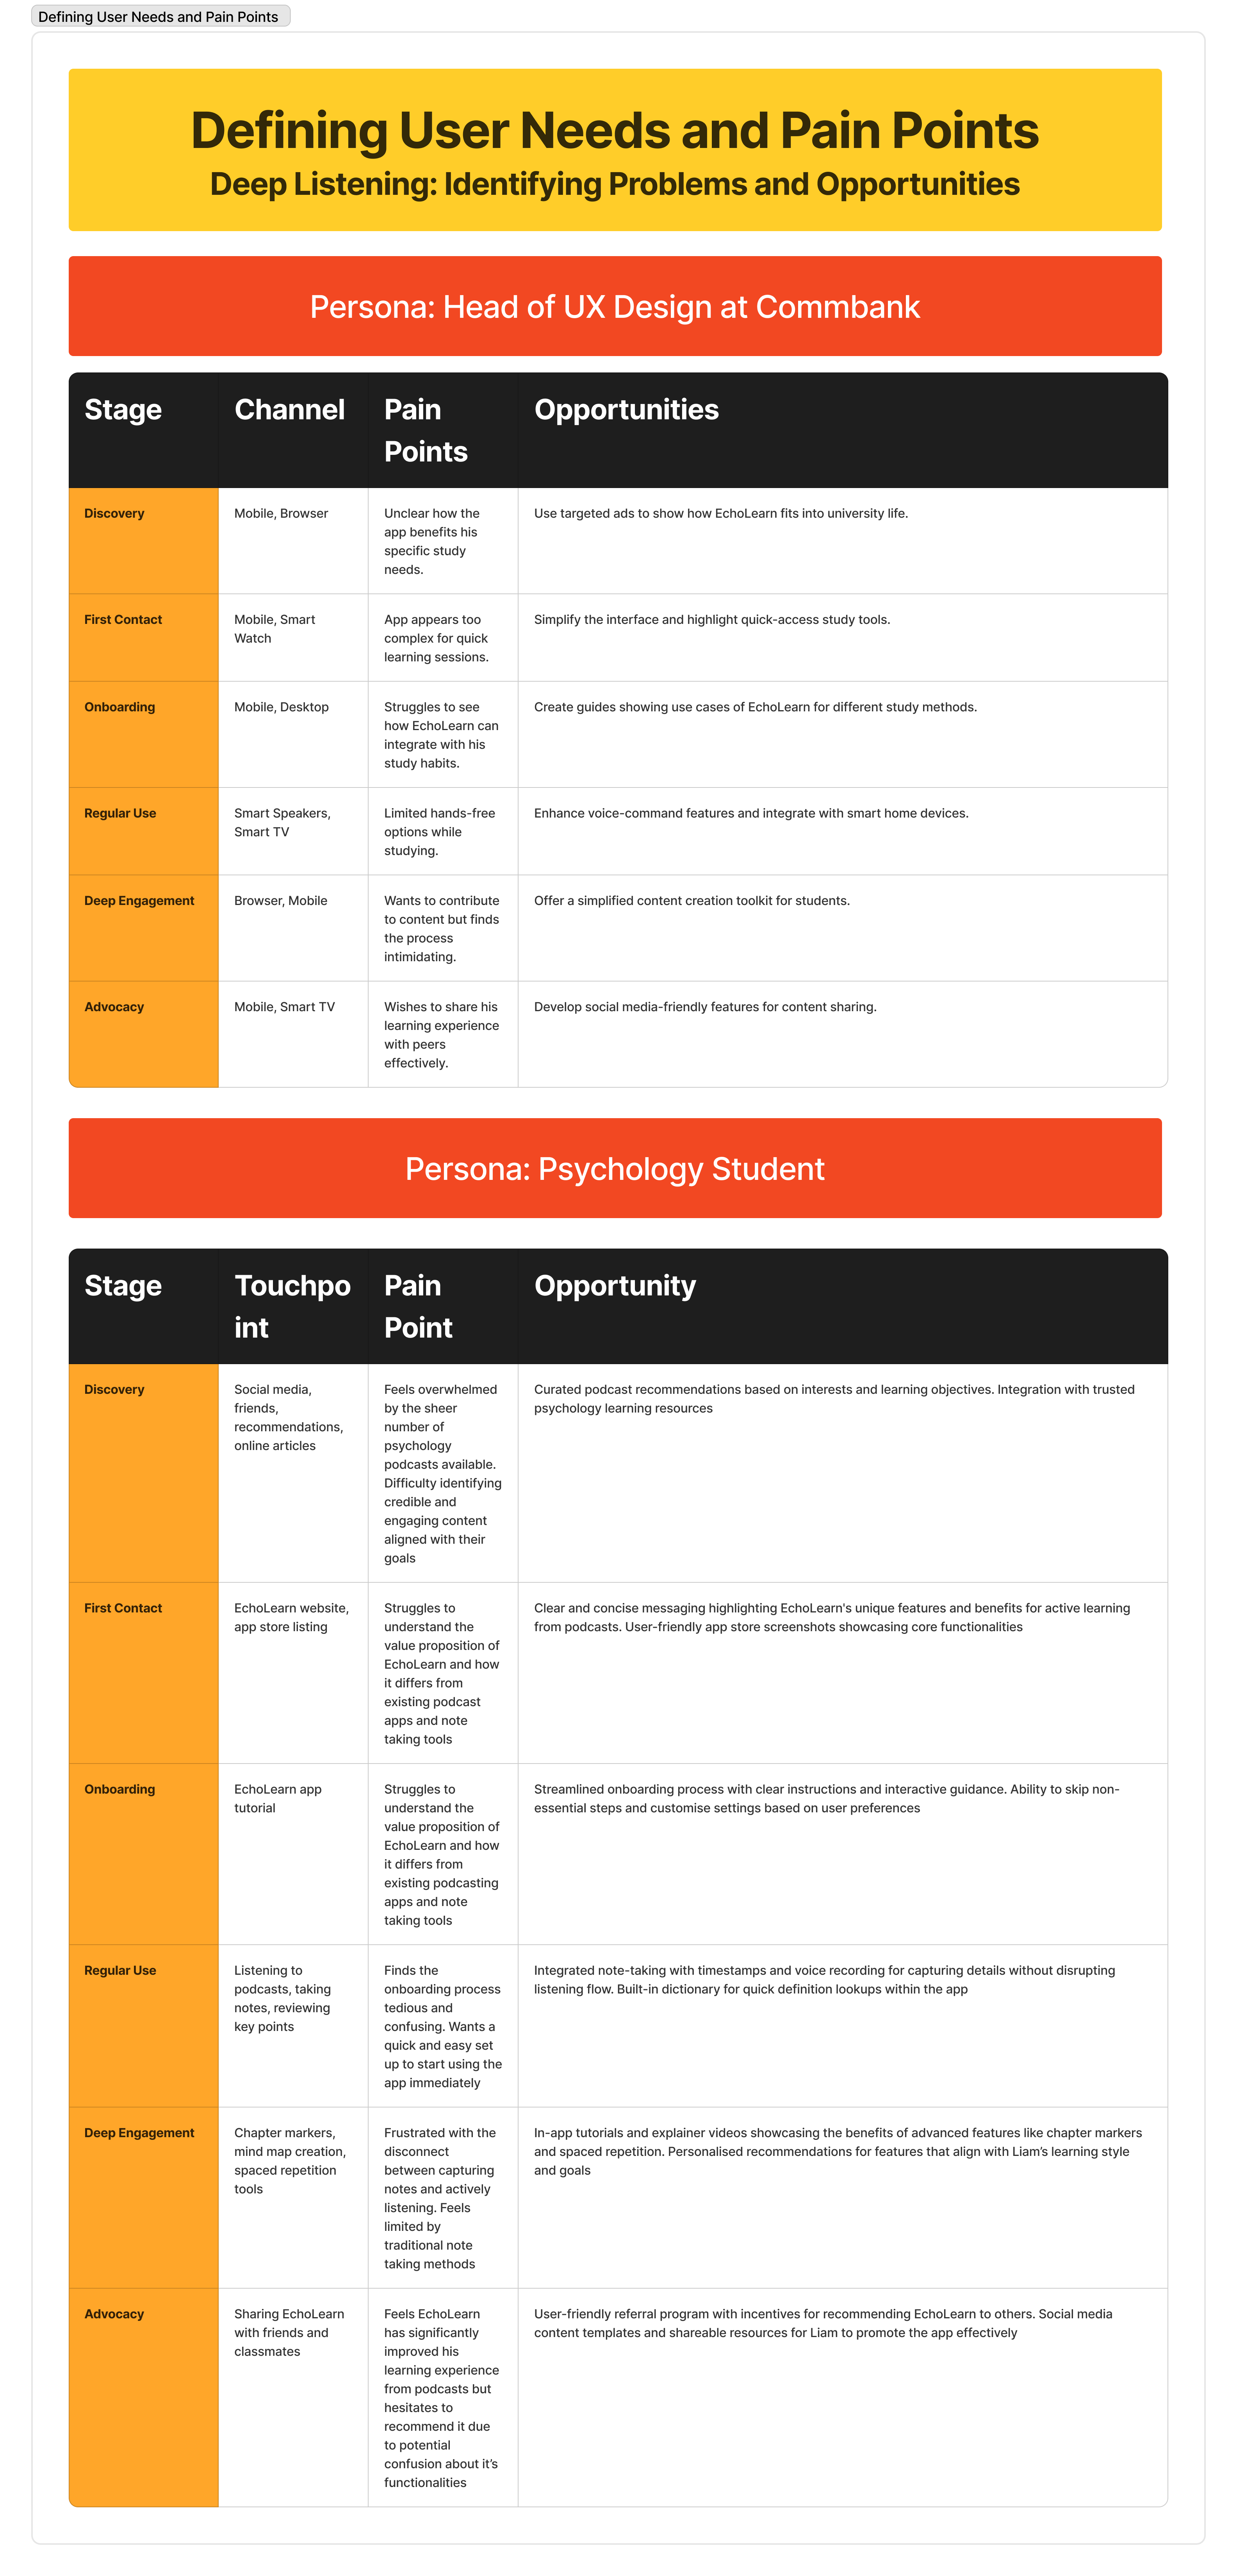 Defining User Needs and Pain Points
Defining User Needs and Pain Points
Deep Listening: Identifying Problems and Opportunities
Persona: Head of UX Design at Commbank
Stage
Channel
Pain
Points
Opportunities
Discovery
Mobile, Browser
Unclear how the
app benefits his
specific study
needs.
Use targeted ads to show how EchoLearn fits into university life.
First Contact
Mobile, Smart
Watch
App appears too
complex for quick
learning sessions.
Simplify the interface and highlight quick-access study tools.
Onboarding
Mobile, Desktop
Struggles to see
how EchoLearn can
integrate with his
study habits.
Create guides showing use cases of EchoLearn for different study methods.
Regular Use
Smart Speakers,
Smart TV
Limited hands-free
options while
studying.
Enhance voice-command features and integrate with smart home devices.
Deep Engagement
Browser, Mobile
Wants to contribute
to content but finds
the process
intimidating.
Offer a simplified content creation toolkit for students.
Advocacy
Mobile, Smart TV
Wishes to share his
learning experience
with peers
effectively.
Develop social media-friendly features for content sharing.
Persona: Psychology Student
Stage
Touchpo
int
Pain
Point
Opportunity
Discovery
Social media,
friends,
recommendations,
online articles
Feels overwhelmed
by the sheer
number of
psychology
podcasts available.
Difficulty identifying
credible and
engaging content
aligned with their
goals
Curated podcast recommendations based on interests and learning objectives. Integration with trusted
psychology learning resources
First Contact
EchoLearn website,
app store listing
Struggles to
understand the
value proposition of
EchoLearn and how
it differs from
existing podcast
apps and note
taking tools
Clear and concise messaging highlighting EchoLearn's unique features and benefits for active learning
from podcasts. User-friendly app store screenshots showcasing core functionalities
Onboarding
EchoLearn app
tutorial
Struggles to
understand the
value proposition of
EchoLearn and how
it differs from
existing podcasting
apps and note
taking tools
Streamlined onboarding process with clear instructions and interactive guidance. Ability to skip non-
essential steps and customise settings based on user preferences
Regular Use
Listening to
podcasts, taking
notes, reviewing
key points
Finds the
onboarding process
tedious and
confusing. Wants a
quick and easy set
up to start using the
app immediately
Integrated note-taking with timestamps and voice recording for capturing details without disrupting
listening flow. Built-in dictionary for quick definition lookups within the app
Deep Engagement
Chapter markers,
mind map creation,
spaced repetition
tools
Frustrated with the
disconnect
between capturing
notes and actively
listening. Feels
limited by
traditional note
taking methods
In-app tutorials and explainer videos showcasing the benefits of advanced features like chapter markers
and spaced repetition. Personalised recommendations for features that align with Liam’s learning style
and goals
Advocacy
Sharing EchoLearn
with friends and
classmates
Feels EchoLearn
has significantly
improved his
learning experience
from podcasts but
hesitates to
recommend it due
to potential
confusion about it’s
functionalities
User-friendly referral program with incentives for recommending EchoLearn to others. Social media
content templates and shareable resources for Liam to promote the app effectively